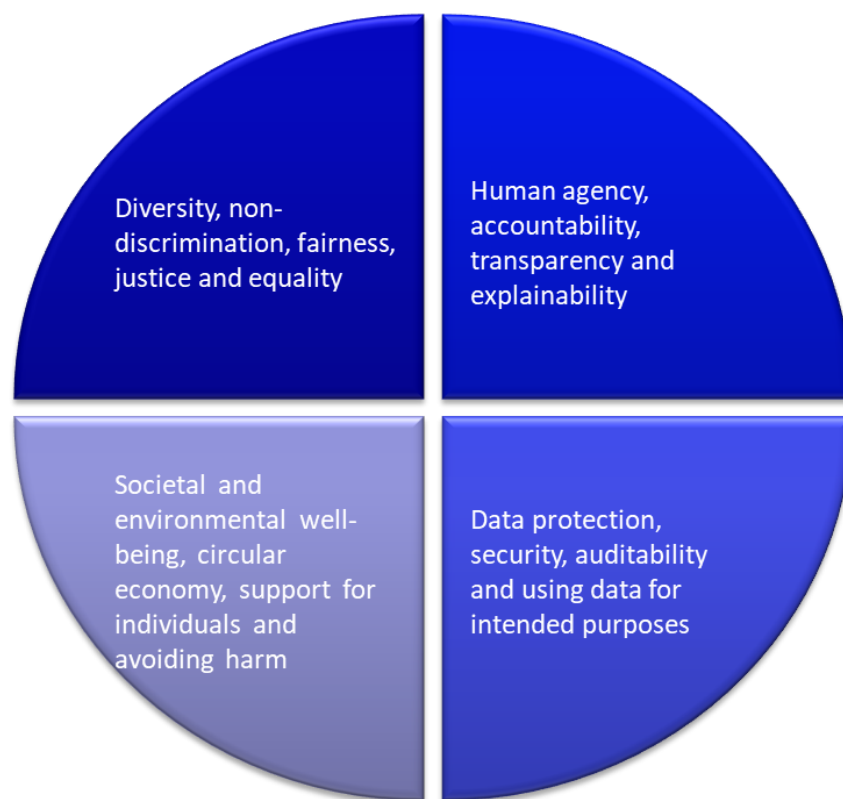 Diversity, non-
discrimination, fairness,
justice and equality
Human agency,
accountability,
transparency and
explainability
Societal and
environmental well-
being, circular
economy, support for
individuals and
avoiding harm
Data protection,
security, auditability
and using data for
intended purposes